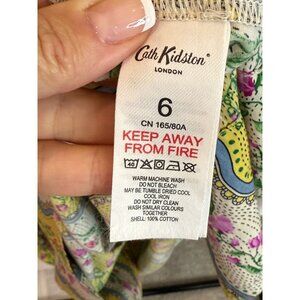 Cath Kidston
LONDON
6
CN 165/80A
KEEP AWAY
FROM FIRE
40
WARM MACHINE WASH
DO NOT BLEACH
MAY BE TUMBLE DRIED COOL
COOL IRON
DO NOT DRY CLEAN
WASH SIMILAR COLOURS
TOGETHER
SHELL: 100% COTTON